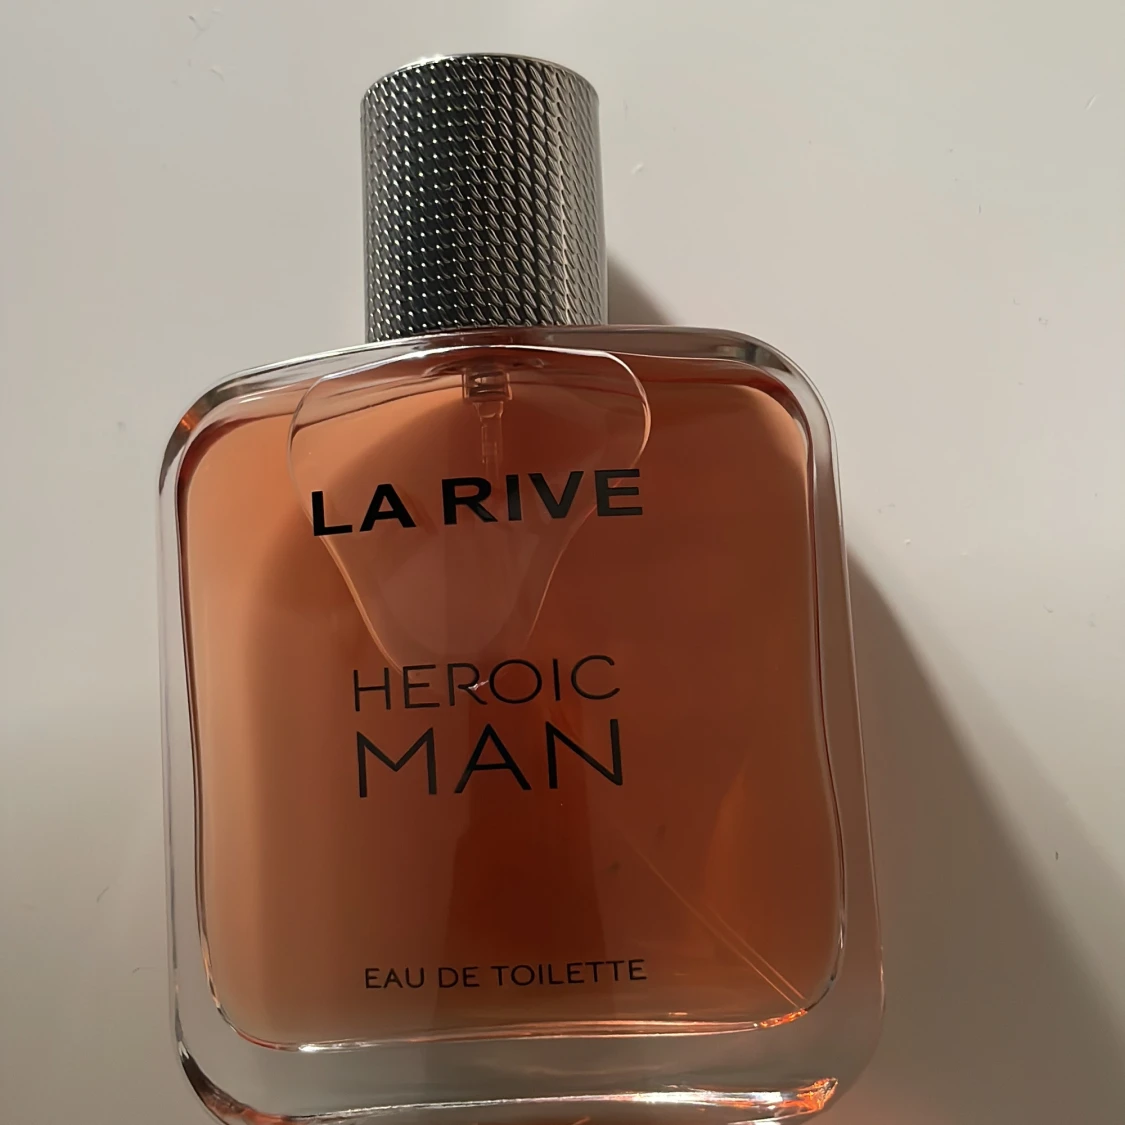 LA RIVE
HEROIC
MAN
EAU DE TOILETTE